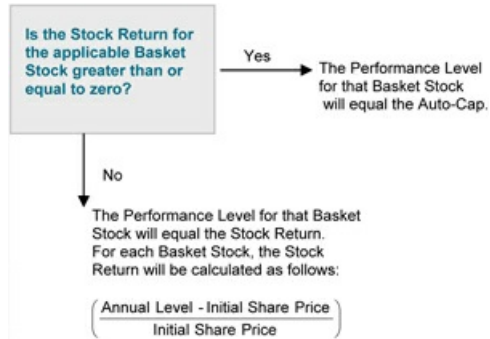 Is the Stock Return for
the applicable Basket
Stock greater than or
equal to zero?
Yes
The Performance Level
for that Basket Stock
will equal the Auto-Cap.
No
The Performance Level for that Basket
Stock will equal the Stock Return.
For each Basket Stock, the Stock
Return will be calculated as follows:
Annual Level - Initial Share Price
Initial Share Price